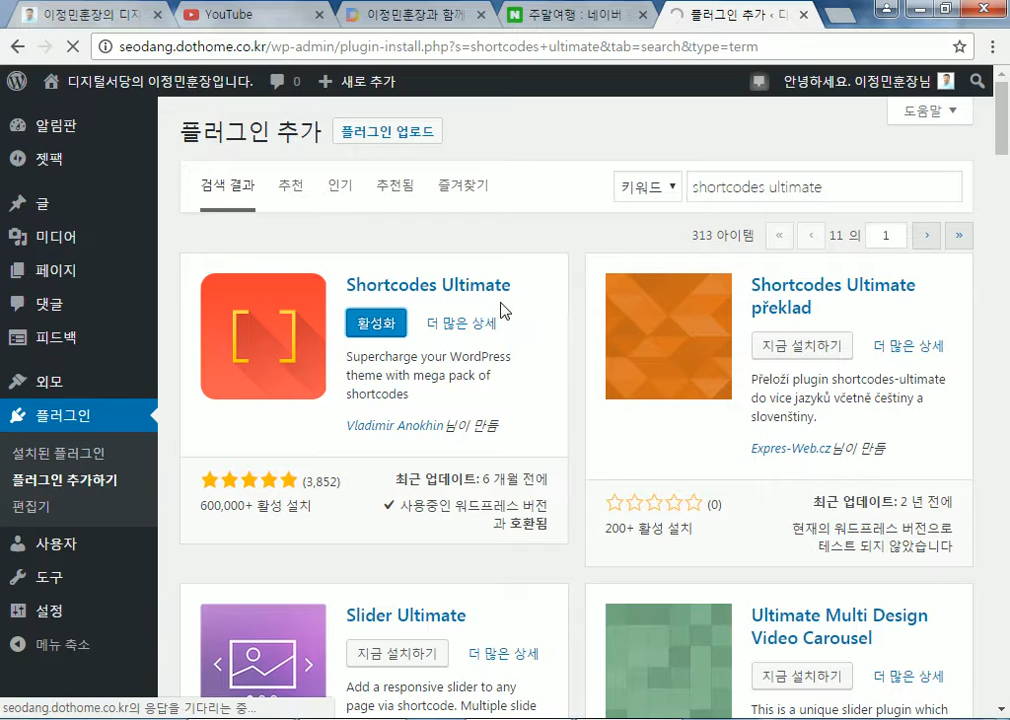 이정민훈장의 디지
YouTube
이정민훈장과 함께
주말여행 : 네이버
플러그인 추가 ‹ 디
seodang.dothome.co.kr/wp-admin/plugin-install.php?s=shortcodes+ultimate&tab=search&type=term
디지털서당의 이정민훈장입니다.
0
새로 추가
안녕하세요. 이정민훈장님
알림판
젯팩
글
미디어
페이지
댓글
피드백
외모
플러그인
설치된 플러그인
플러그인 추가하기
편집기
사용자
도구
설정
메뉴 축소
도움말
플러그인 추가
플러그인 업로드
검색 결과
추천
인기
추천됨
즐겨찾기
키워드
shortcodes ultimate
313 아이템
«
‹
11 의
1
›
»
Shortcodes Ultimate
활성화
더 많은 상세
Supercharge your WordPress
theme with mega pack of
shortcodes
Vladimir Anokhin님이 만듦
(3,852)
600,000+ 활성 설치
최근 업데이트: 6 개월 전에
사용중인 워드프레스 버전
과 호환됨
Shortcodes Ultimate
překlad
지금 설치하기
더 많은 상세
Přeloží plugin shortcodes-ultimate
do více jazyků včetně češtiny a
slovenštiny.
Expres-Web.cz님이 만듦
(0)
200+ 활성 설치
최근 업데이트: 2 년 전에
현재의 워드프레스 버전으로
테스트 되지 않았습니다
Slider Ultimate
지금 설치하기
더 많은 상세
Add a responsive slider to any
page via shortcode. Multiple slide
Ultimate Multi Design
Video Carousel
지금 설치하기
더 많은 상세
This is a unique slider plugin which
seodang.dothome.co.kr의 응답을 기다리는 중...